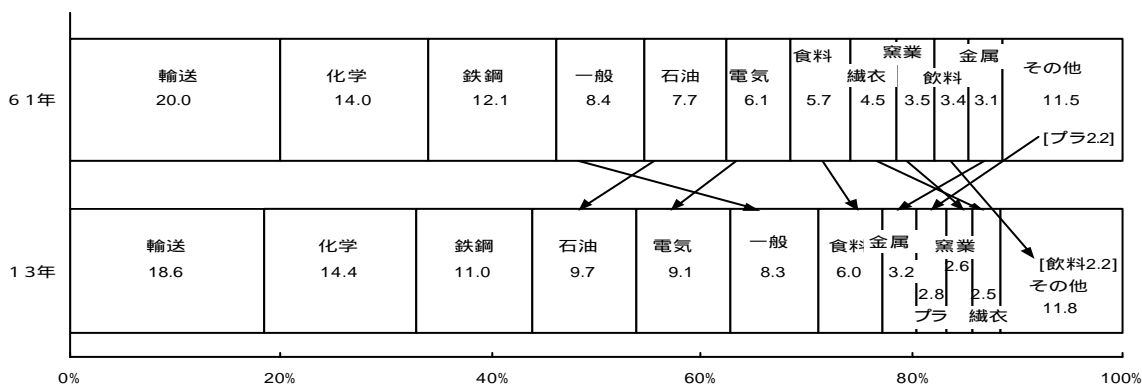 食料 窯業 金属
輸送 化学 鉄鋼 一般 石油 電気 繊衣 飲料 その他
61年 20.0 14.0 12.1 8.4 7.7 6.1 5.7 4.5 3.5 3.4 3.1 11.5
[プラ2.2]
輸送 化学 鉄鋼 石油 電気 一般 食料 金属 窯業
13年 18.6 14.4 11.0 9.7 9.1 8.3 6.0 3.2 2.6 [飲料2.2]
その他
2.8 2.5 11.8
プラ 繊衣
0% 20% 40% 60% 80% 100%